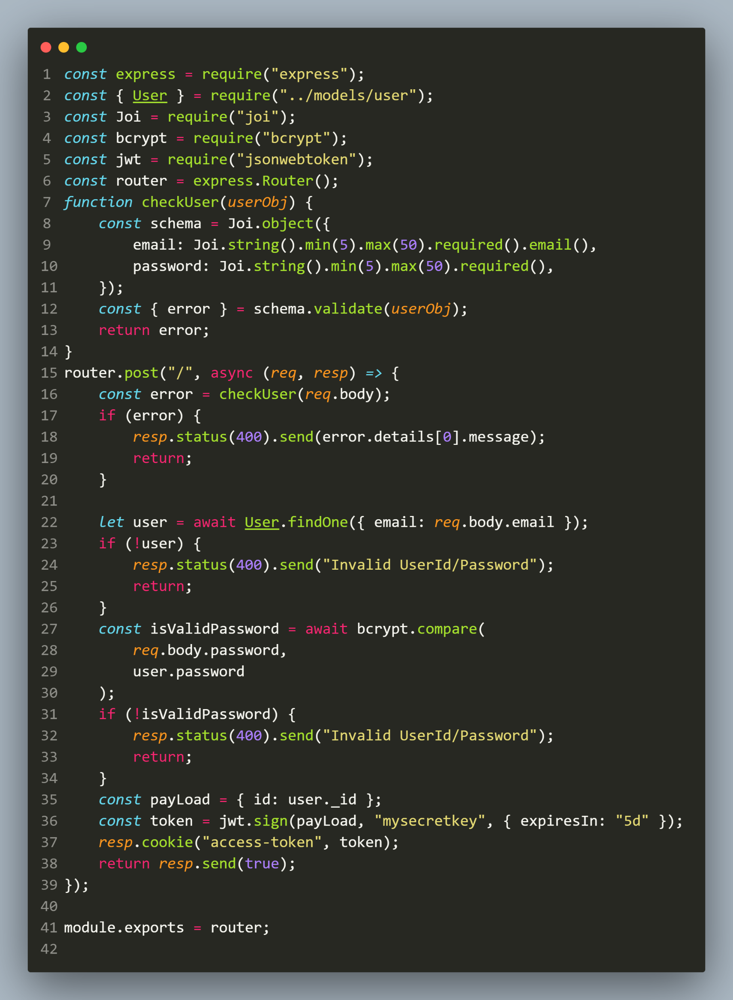 1 const express = require("express");
2 const { User } = require("../models/user");
3 const Joi = require("joi");
4 const bcrypt = require("bcrypt");
5 const jwt = require("jsonwebtoken");
6 const router = express.Router();
7 function checkUser(userObj) {
8     const schema = Joi.object({
9         email: Joi.string().min(5).max(50).required().email(),
10         password: Joi.string().min(5).max(50).required(),
11     });
12     const { error } = schema.validate(userObj);
13     return error;
14 }
15 router.post("/", async (req, resp) => {
16     const error = checkUser(req.body);
17     if (error) {
18         resp.status(400).send(error.details[0].message);
19         return;
20     }
21
22     let user = await User.findOne({ email: req.body.email });
23     if (!user) {
24         resp.status(400).send("Invalid UserId/Password");
25         return;
26     }
27     const isValidPassword = await bcrypt.compare(
28         req.body.password,
29         user.password
30     );
31     if (!isValidPassword) {
32         resp.status(400).send("Invalid UserId/Password");
33         return;
34     }
35     const payLoad = { id: user._id };
36     const token = jwt.sign(payLoad, "mysecretkey", { expiresIn: "5d" });
37     resp.cookie("access-token", token);
38     return resp.send(true);
39 });
40
41 module.exports = router;
42